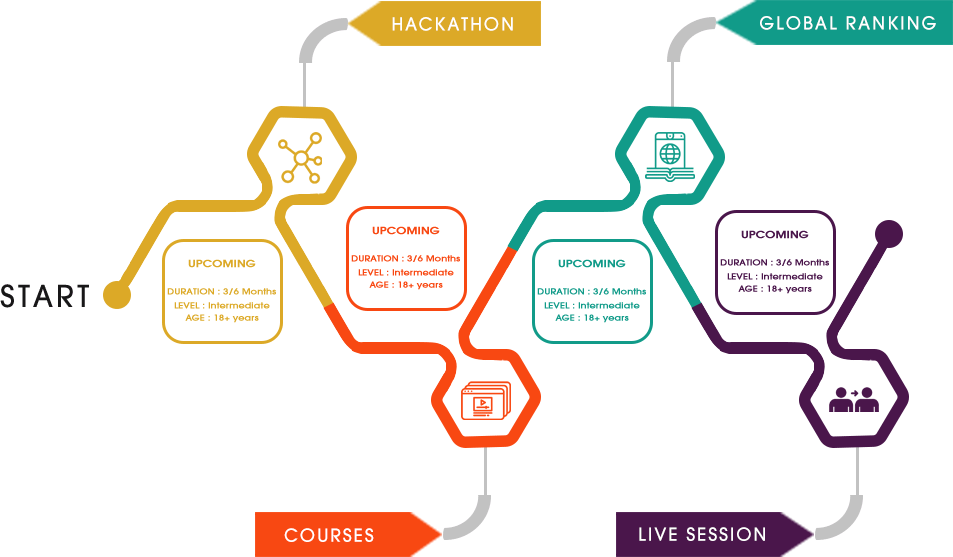 HACKATHON
GLOBAL RANKING
START
UPCOMING
DURATION : 3/6 Months
LEVEL : Intermediate
AGE : 18+ years
UPCOMING
DURATION : 3/6 Months
LEVEL : Intermediate
AGE : 18+ years
UPCOMING
DURATION : 3/6 Months
LEVEL : Intermediate
AGE : 18+ years
UPCOMING
DURATION : 3/6 Months
LEVEL : Intermediate
AGE : 18+ years
COURSES
LIVE SESSION